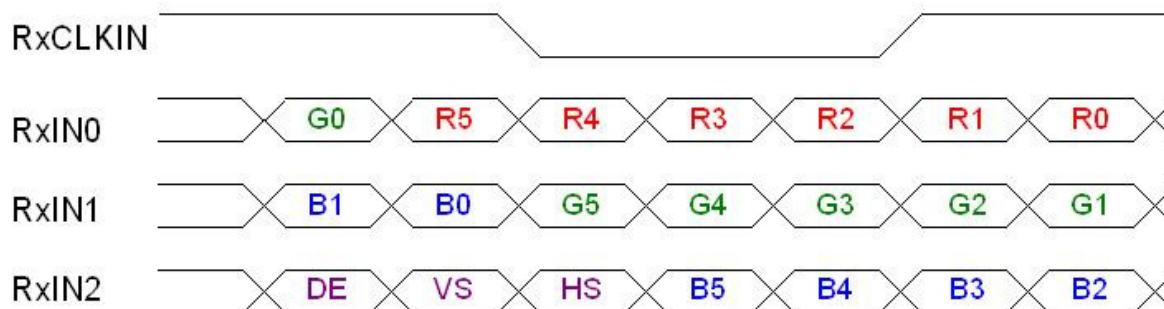 RxCLKIN
RxIN0 G0 R5 R4 R3 R2 R1 R0
RxIN1 B1 B0 G5 G4 G3 G2 G1
RxIN2 DE VS HS B5 B4 B3 B2